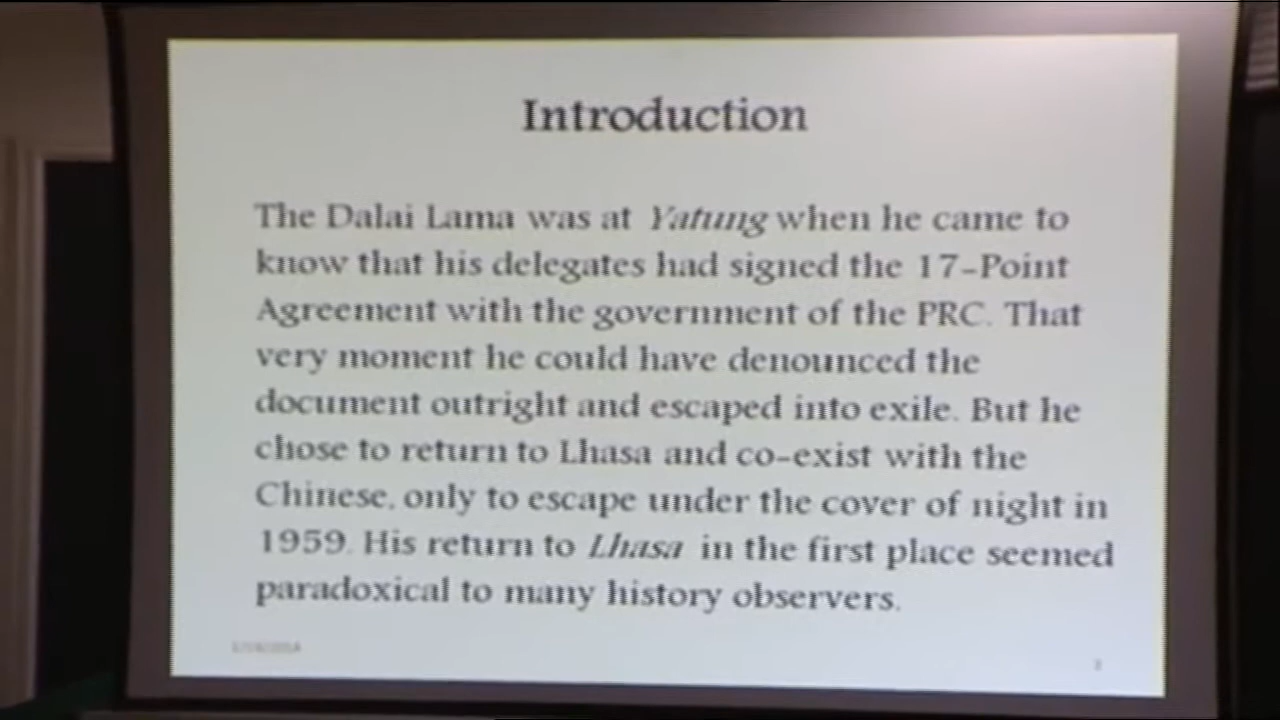 Introduction
The Dalai Lama was at Yatung when he came to
know that his delegates had signed the 17-Point
Agreement with the government of the PRC. That
very moment he could have denounced the
document outright and escaped into exile. But he
chose to return to Lhasa and co-exist with the
Chinese, only to escape under the cover of night in
1959. His return to Lhasa in the first place seemed
paradoxical to many history observers.